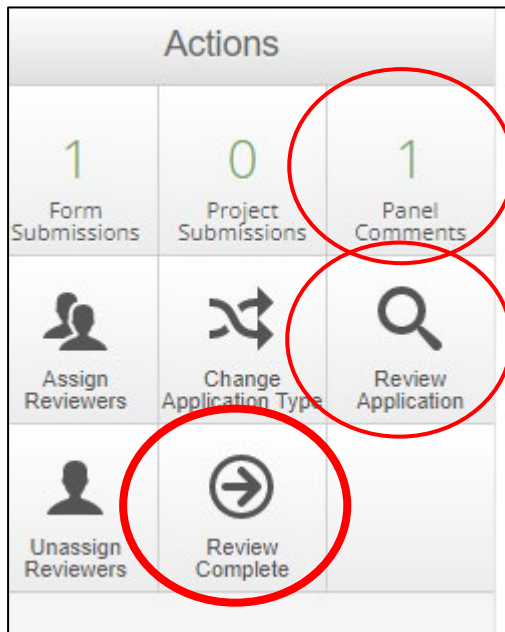 Actions
1
0
1
Form
Submissions
Project
Submissions
Panel
Comments
Assign
Reviewers
Change
Application Type
Review
Application
Unassign
Reviewers
Review
Complete